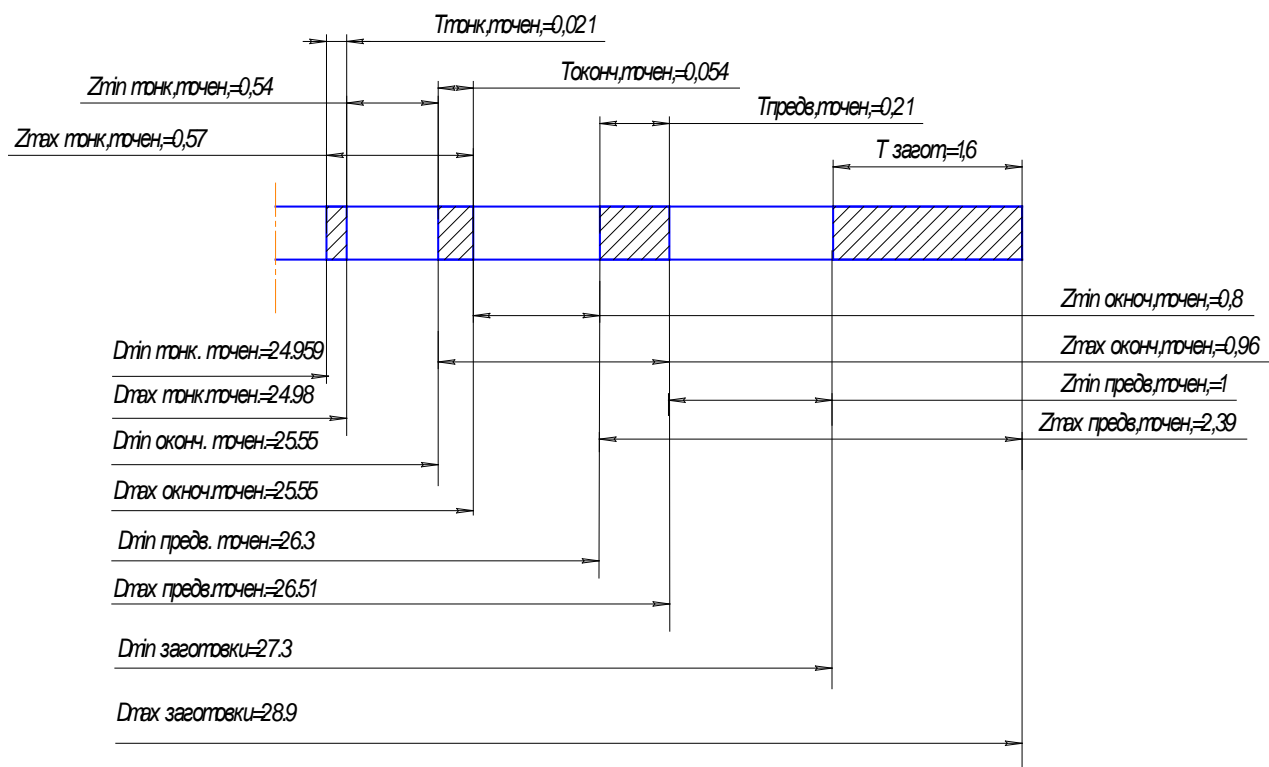 Tтонк,точен,=0,021
Tоконч,точен,=0,054
Zmin тонк,точен,=0,54
Tпредв,точен,=0,21
Zmax тонк,точен,=0,57
T загот,=1,6
Zmin окноч,точен,=0,8
Dmin тонк. точен.=24.959
Zmax оконч,точен,=0,96
Dmax тонк.точен.=24.98
Zmin предв,точен,=1
Zmax предв,точен,=2,39
Dmin оконч. точен.=25.55
Dmax окноч.точен.=25.55
Dmin предв. точен.=26.3
Dmax предв.точен.=26.51
Dmin заготовки=27.3
Dmax заготовки=28.9